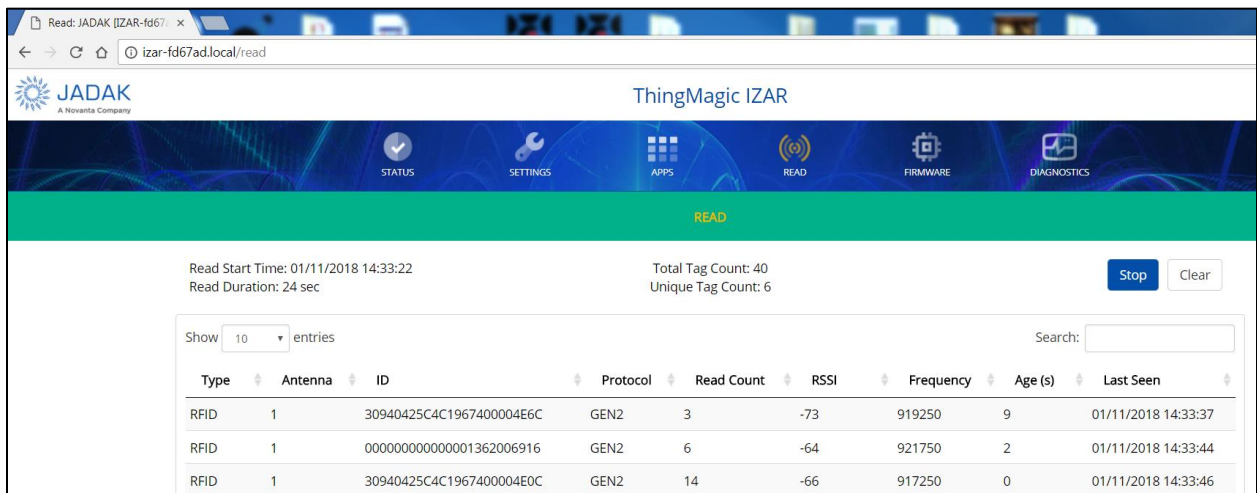 Read: JADAK [IZAR-fd67
izar-fd67ad.local/read
JADAK
A Novanta Company
ThingMagic IZAR
STATUS SETTINGS APPS READ FIRMWARE DIAGNOSTICS
READ
Read Start Time: 01/11/2018 14:33:22 Total Tag Count: 40 Stop Clear
Read Duration: 24 sec Unique Tag Count: 6
Show 10 entries Search:
Type Antenna ID Protocol Read Count RSSI Frequency Age (s) Last Seen
RFID 1 30940425C4C1967400004E6C GEN2 3 -73 919250 9 01/11/2018 14:33:37
RFID 1 000000000000001362006916 GEN2 6 -64 921750 2 01/11/2018 14:33:44
RFID 1 30940425C4C1967400004E0C GEN2 14 -66 917250 0 01/11/2018 14:33:46